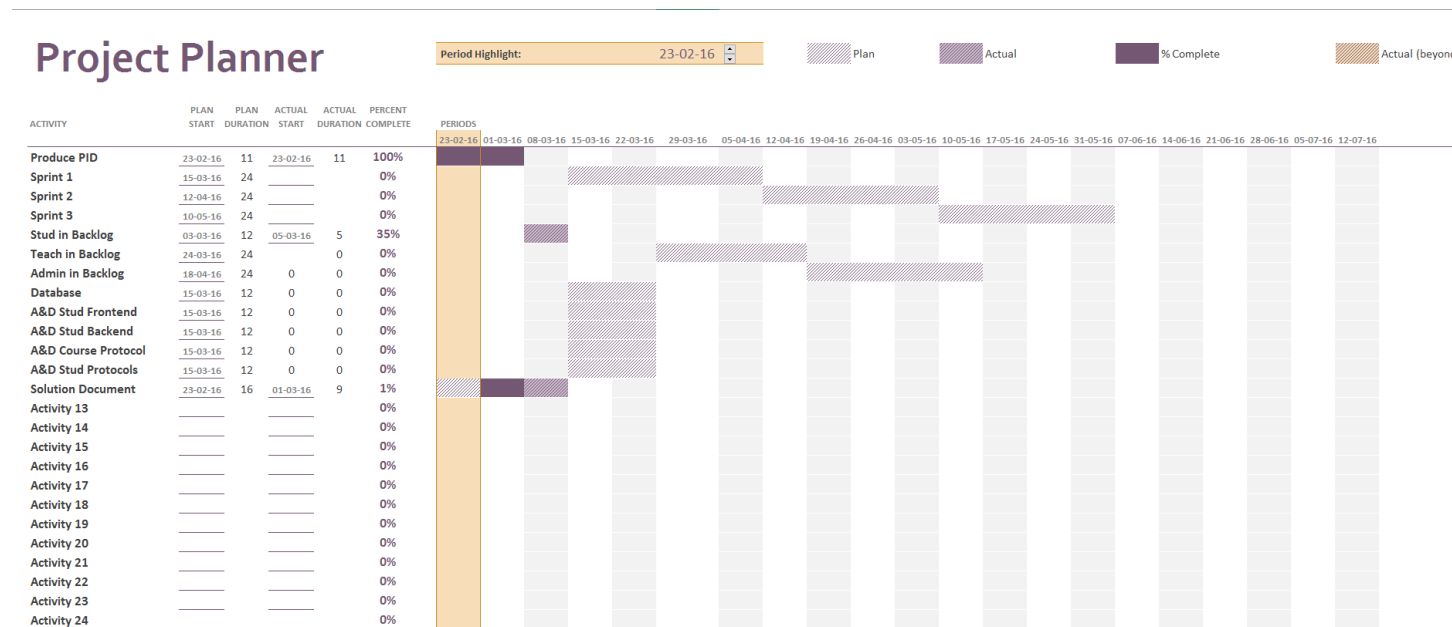 Project Planner
Period Highlight: 23-02-16
Plan
Actual
% Complete
Actual (beyon
ACTIVITY PLAN START PLAN DURATION ACTUAL START ACTUAL DURATION PERCENT COMPLETE PERIODS
23-02-16 01-03-16 08-03-16 15-03-16 22-03-16 29-03-16 05-04-16 12-04-16 19-04-16 26-04-16 03-05-16 10-05-16 17-05-16 24-05-16 31-05-16 07-06-16 14-06-16 21-06-16 28-06-16 05-07-16 12-07-16
Produce PID 23-02-16 11 23-02-16 11 100%
Sprint 1 15-03-16 24 0%
Sprint 2 12-04-16 24 0%
Sprint 3 10-05-16 24 0%
Stud in Backlog 03-03-16 12 05-03-16 5 35%
Teach in Backlog 24-03-16 24 0 0%
Admin in Backlog 18-04-16 24 0 0 0%
Database 15-03-16 12 0 0 0%
A&D Stud Frontend 15-03-16 12 0 0 0%
A&D Stud Backend 15-03-16 12 0 0 0%
A&D Course Protocol 15-03-16 12 0 0 0%
A&D Stud Protocols 15-03-16 12 0 0 0%
Solution Document 23-02-16 16 01-03-16 9 1%
Activity 13 0%
Activity 14 0%
Activity 15 0%
Activity 16 0%
Activity 17 0%
Activity 18 0%
Activity 19 0%
Activity 20 0%
Activity 21 0%
Activity 22 0%
Activity 23 0%
Activity 24 0%